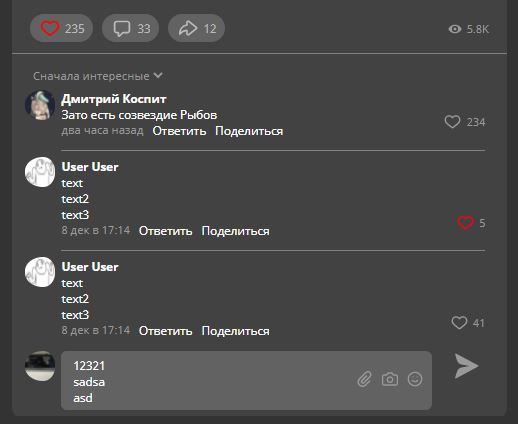 235 33 12 5.8K
Сначала интересные
Дмитрий Коспит
Зато есть созвездие Рыбов
два часа назад Ответить Поделиться 234
User User
text
text2
text3
8 дек в 17:14 Ответить Поделиться 5
User User
text
text2
text3
8 дек в 17:14 Ответить Поделиться 41
12321
sadsa
asd